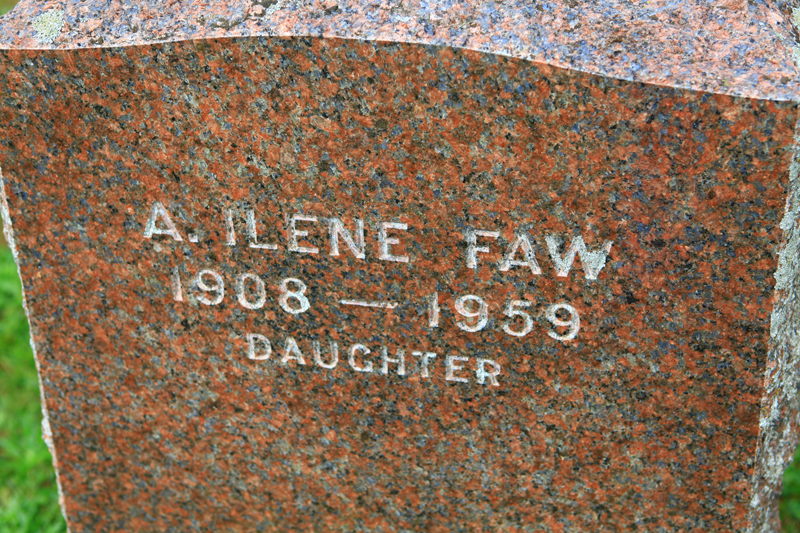 A. ILENE FAW
1908 — 1959
DAUGHTER